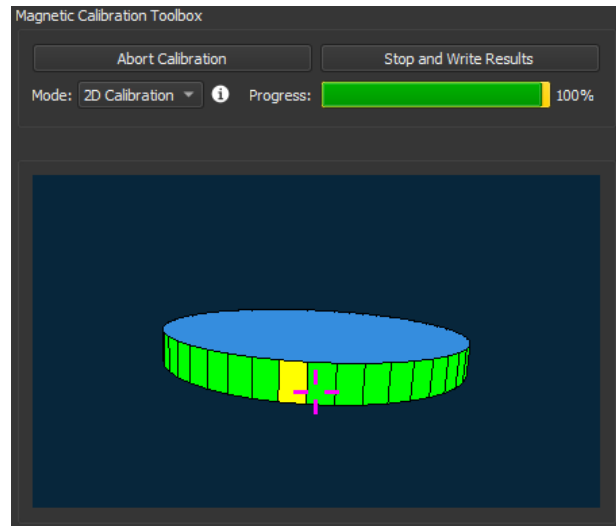 Magnetic Calibration Toolbox
Abort Calibration Stop and Write Results
Mode: 2D Calibration i Progress: 100%